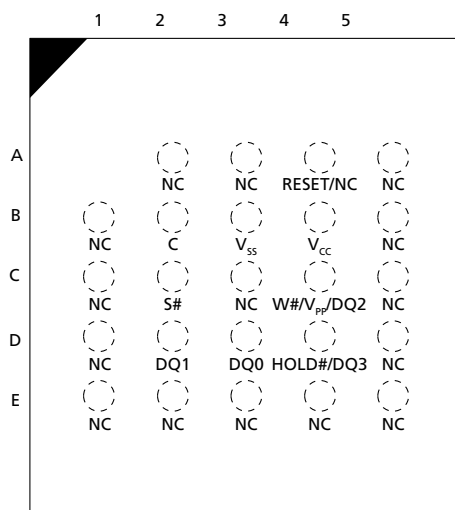 1 2 3 4 5
A
NC NC RESET/NC NC
B
NC C VSS VCC NC
C
NC S# NC W#/VPP/DQ2 NC
D
NC DQ1 DQ0 HOLD#/DQ3 NC
E
NC NC NC NC NC